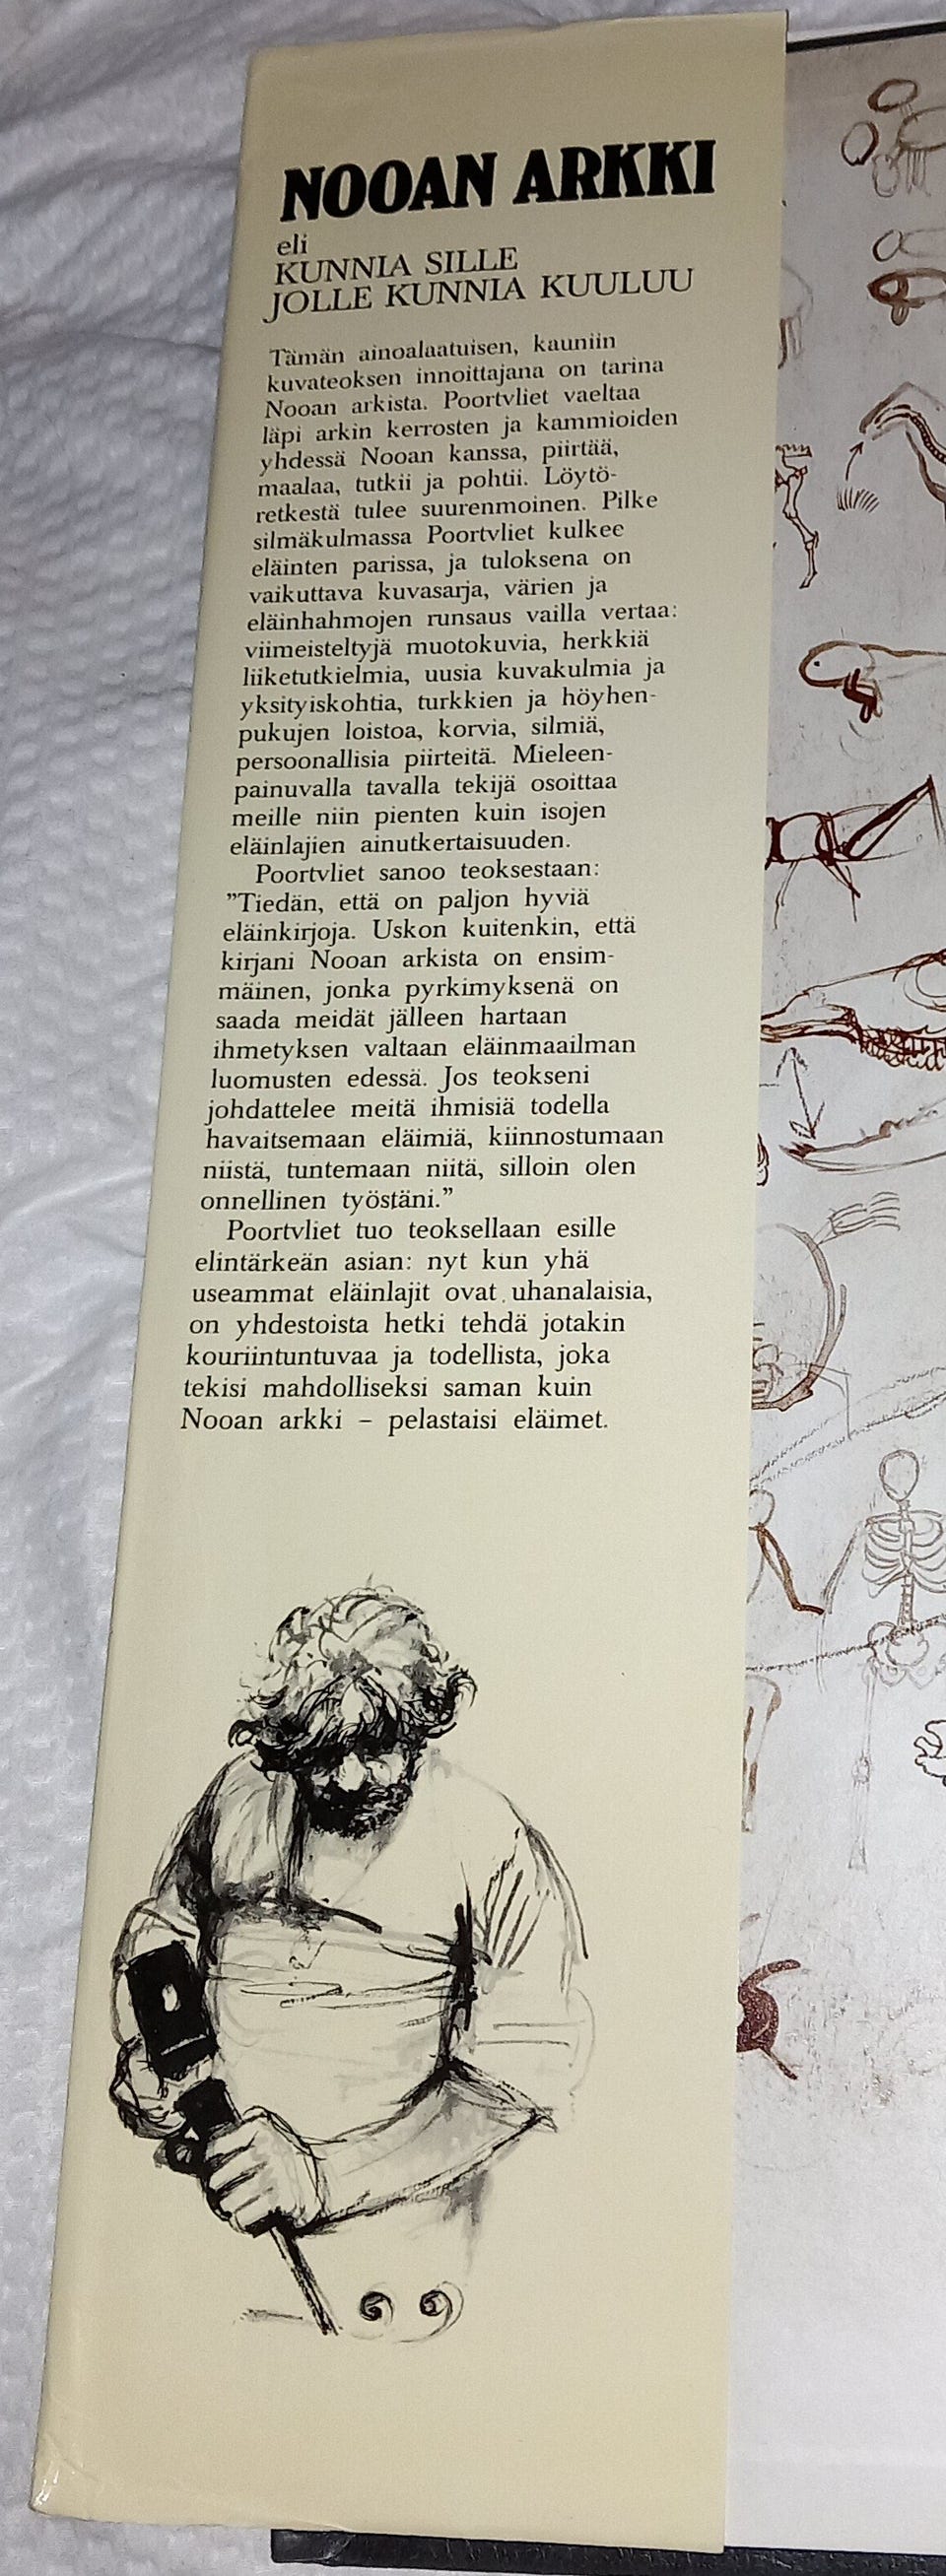 NOOAN ARKKI
eli
KUNNIA SILLE
JOLLE KUNNIA KUULUU
Tämän ainoalaatuisen, kauniin
kuvateoksen innoittajana on tarina
Nooan arkista. Poortvliet vaeltaa
läpi arkin kerrosten ja kammioiden
yhdessä Nooan kanssa, piirtää,
maalaa, tutkii ja pohtii. Löytö-
retkestä tulee suurenmoinen. Pilke
silmäkulmassa Poortvliet kulkee
eläinten parissa, ja tuloksena on
vaikuttava kuvasarja, värien ja
eläinhahmojen runsaus vailla vertaa:
viimeisteltyjä muotokuvia, herkkiä
liiketutkielmia, uusia kuvakulmia ja
yksityiskohtia, turkkien ja höyhen-
pukujen loistoa, korvia, silmiä,
persoonallisia piirteitä. Mieleen-
painuvalla tavalla tekijä osoittaa
meille niin pienten kuin isojen
eläinlajien ainutkertaisuuden.
Poortvliet sanoo teoksestaan:
”Tiedän, että on paljon hyviä
eläinkirjoja. Uskon kuitenkin, että
kirjani Nooan arkista on ensim-
mäinen, jonka pyrkimyksenä on
saada meidät jälleen hartaan
ihmetyksen valtaan eläinmaailman
luomusten edessä. Jos teokseni
johdattelee meitä ihmisiä todella
havaitsemaan eläimiä, kiinnostumaan
niistä, tuntemaan niitä, silloin olen
onnellinen työstäni.”
Poortvliet tuo teoksellaan esille
elintärkeän asian: nyt kun yhä
useammat eläinlajit ovat uhanalaisia,
on yhdestoista hetki tehdä jotakin
kouriintuntuvaa ja todellista, joka
tekisi mahdolliseksi saman kuin
Nooan arkki – pelastaisi eläimet.